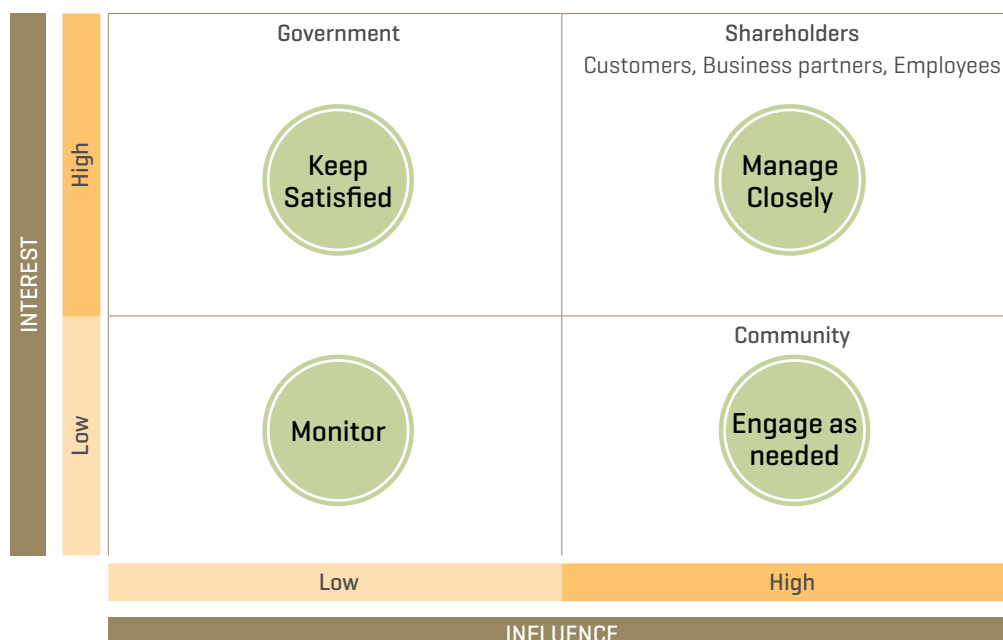 Government
Shareholders
Customers, Business partners, Employees
Keep
Satisfied
Manage
Closely
High
INTEREST
Community
Low
Monitor
Engage as
needed
Low
High
INFLUENCE